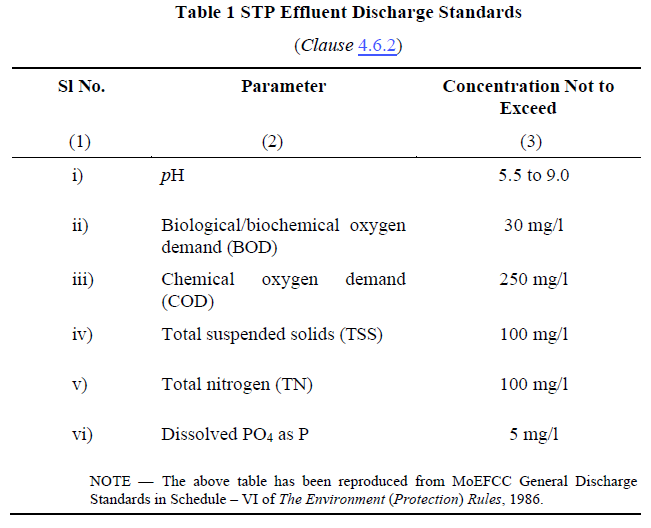 Table 1 STP Effluent Discharge Standards
(Clause 4.6.2)
Sl No. Parameter Concentration Not to
Exceed
(1) (2) (3)
i) pH 5.5 to 9.0
ii) Biological/biochemical oxygen 30 mg/l
demand (BOD)
iii) Chemical oxygen demand 250 mg/l
(COD)
iv) Total suspended solids (TSS) 100 mg/l
v) Total nitrogen (TN) 100 mg/l
vi) Dissolved PO4 as P 5 mg/l
NOTE — The above table has been reproduced from MoEFCC General Discharge
Standards in Schedule – VI of The Environment (Protection) Rules, 1986.